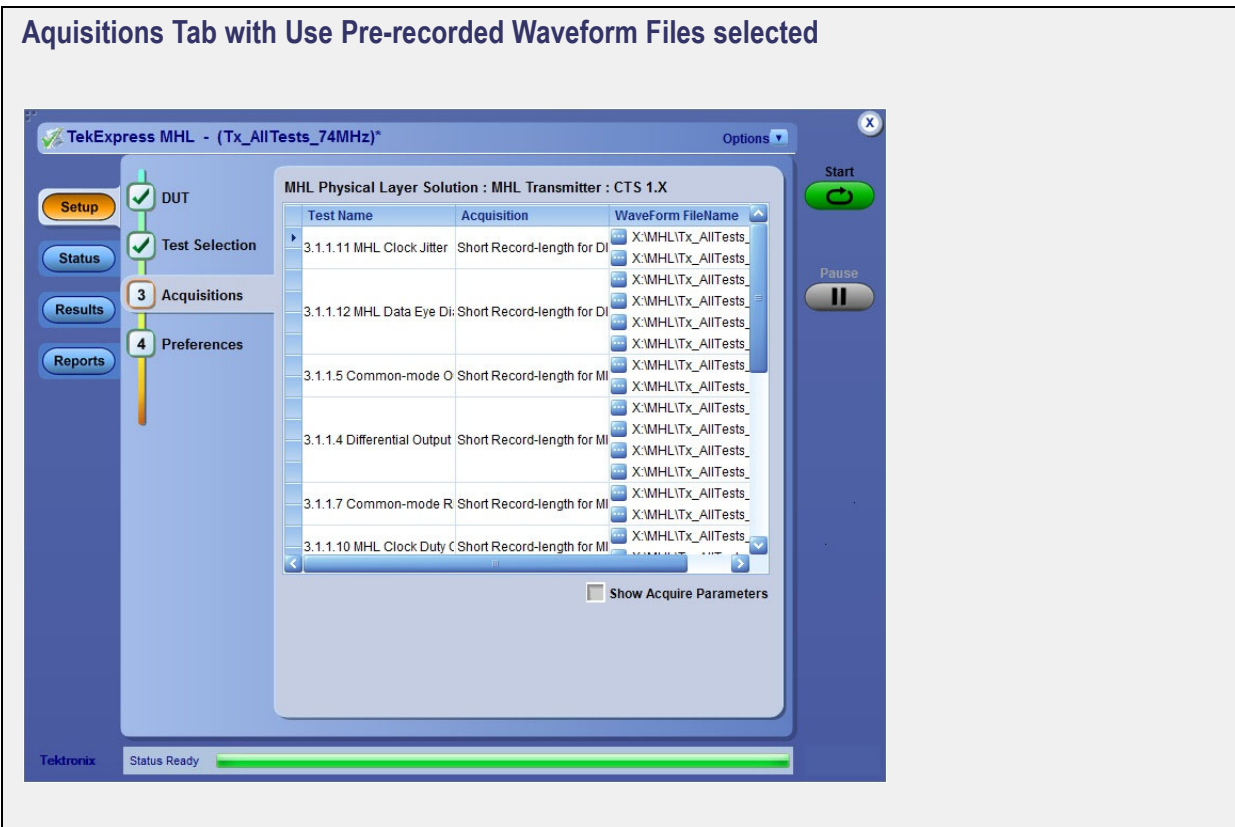 Aquisitions Tab with Use Pre-recorded Waveform Files selected
TekExpress MHL - (Tx_AllTests_74MHz)*
Options
X
Setup
Status
Results
Reports
DUT
Test Selection
3 Acquisitions
4 Preferences
MHL Physical Layer Solution : MHL Transmitter : CTS 1.X
Test Name Acquisition WaveForm FileName
3.1.1.11 MHL Clock Jitter Short Record-length for DI
X:\MHL\Tx_AllTests_
X:\MHL\Tx_AllTests_
3.1.1.12 MHL Data Eye Di Short Record-length for DI
X:\MHL\Tx_AllTests_
X:\MHL\Tx_AllTests_
X:\MHL\Tx_AllTests_
X:\MHL\Tx_AllTests_
3.1.1.5 Common-mode O Short Record-length for MI
X:\MHL\Tx_AllTests_
X:\MHL\Tx_AllTests_
3.1.1.4 Differential Output Short Record-length for MI
X:\MHL\Tx_AllTests_
X:\MHL\Tx_AllTests_
X:\MHL\Tx_AllTests_
X:\MHL\Tx_AllTests_
3.1.1.7 Common-mode R Short Record-length for MI
X:\MHL\Tx_AllTests_
X:\MHL\Tx_AllTests_
3.1.1.10 MHL Clock Duty C Short Record-length for MI
X:\MHL\Tx_AllTests_
Show Acquire Parameters
Start
Pause
Tektronix
Status Ready